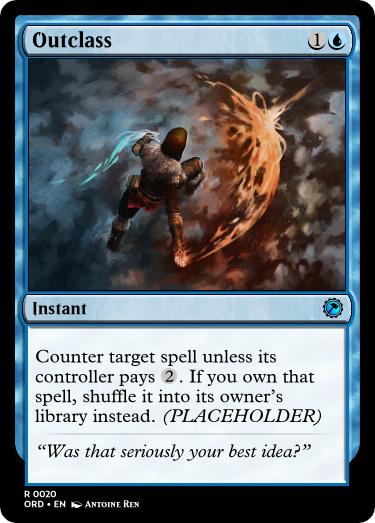 Outclass 1
Instant
Counter target spell unless its
controller pays 2. If you own that
spell, shuffle it into its owner's
library instead. (PLACEHOLDER)
"Was that seriously your best idea?"
R 0020
ORD • EN Antoine Ren